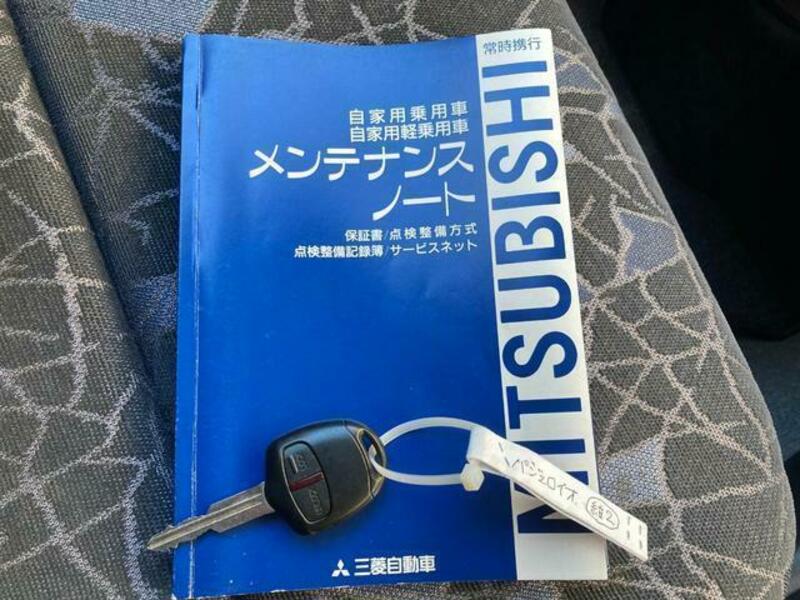 常時携行
自家用乗用車
自家用軽乗用車
メンテナンス
ノート
保証書/点検整備方式
点検整備記録簿/サービスネット
MITSUBISHI
パジェロイオ
三菱自動車